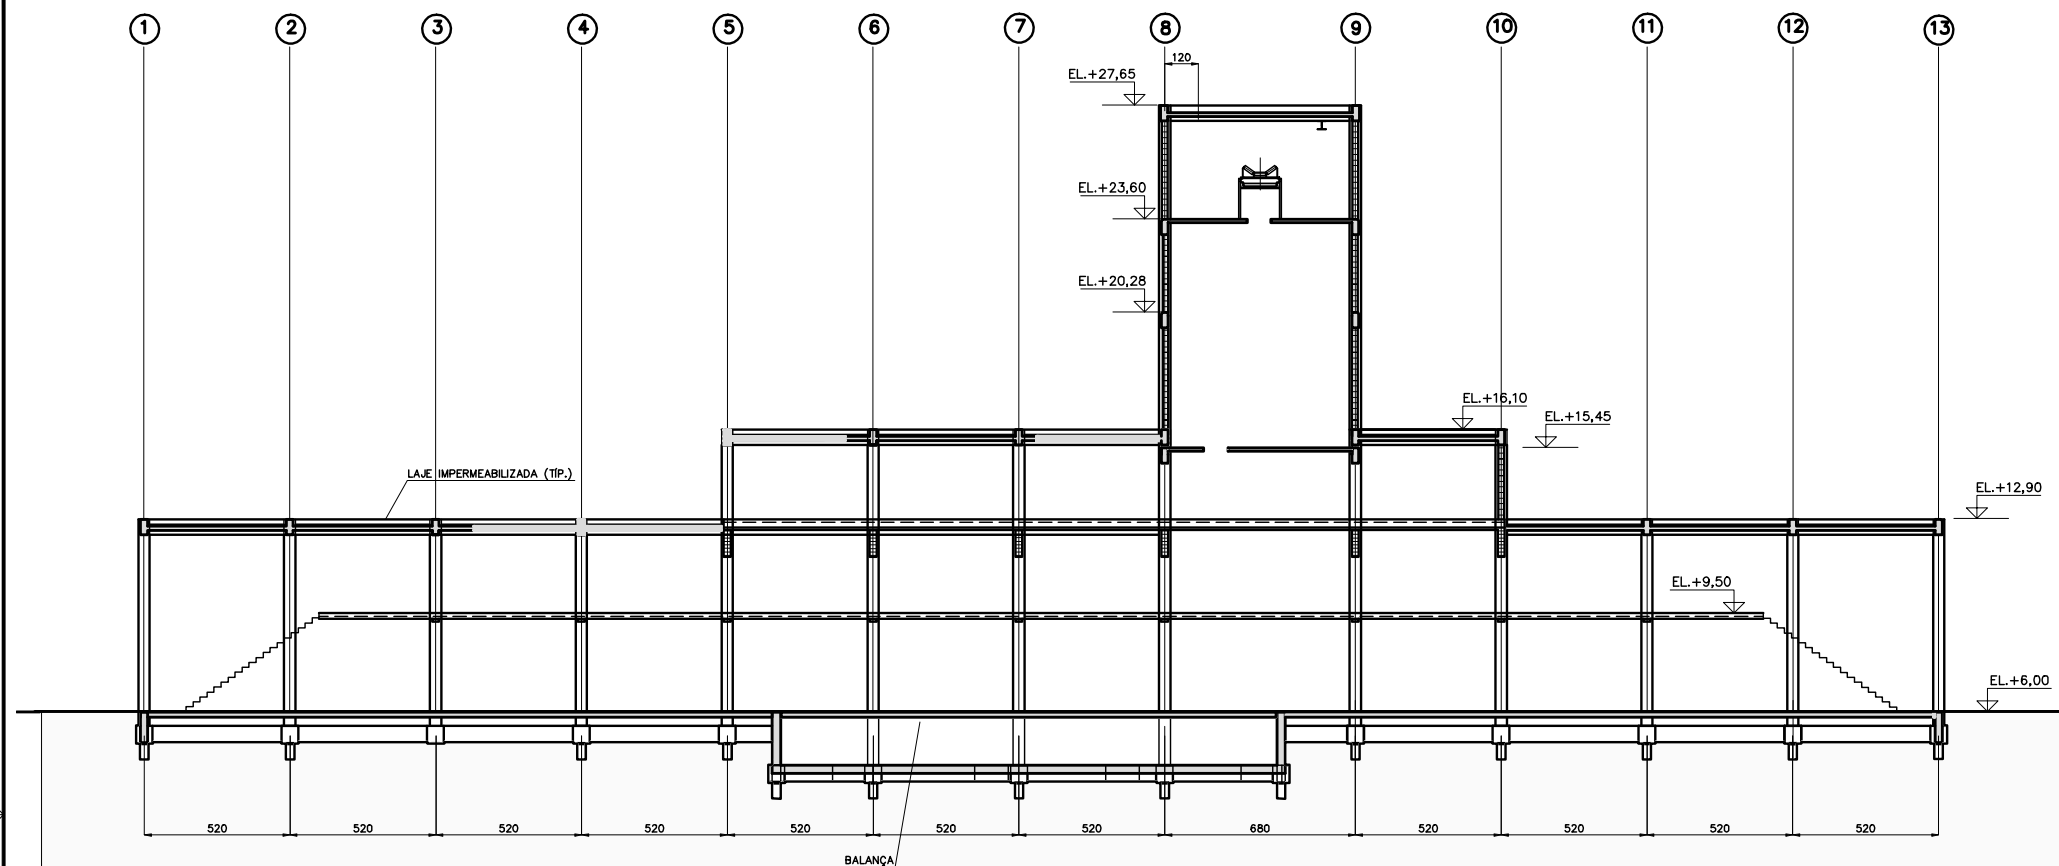 1 2 3 4 5 6 7 8 9 10 11 12 13
120
EL.+27,65
EL.+23,60
EL.+20,28
EL.+16,10
EL.+15,45
LAJE IMPERMEABILIZADA (TÍP.)
EL.+12,90
EL.+9,50
EL.+6,00
520 520 520 520 520 520 520 680 520 520 520 520
BALANÇA